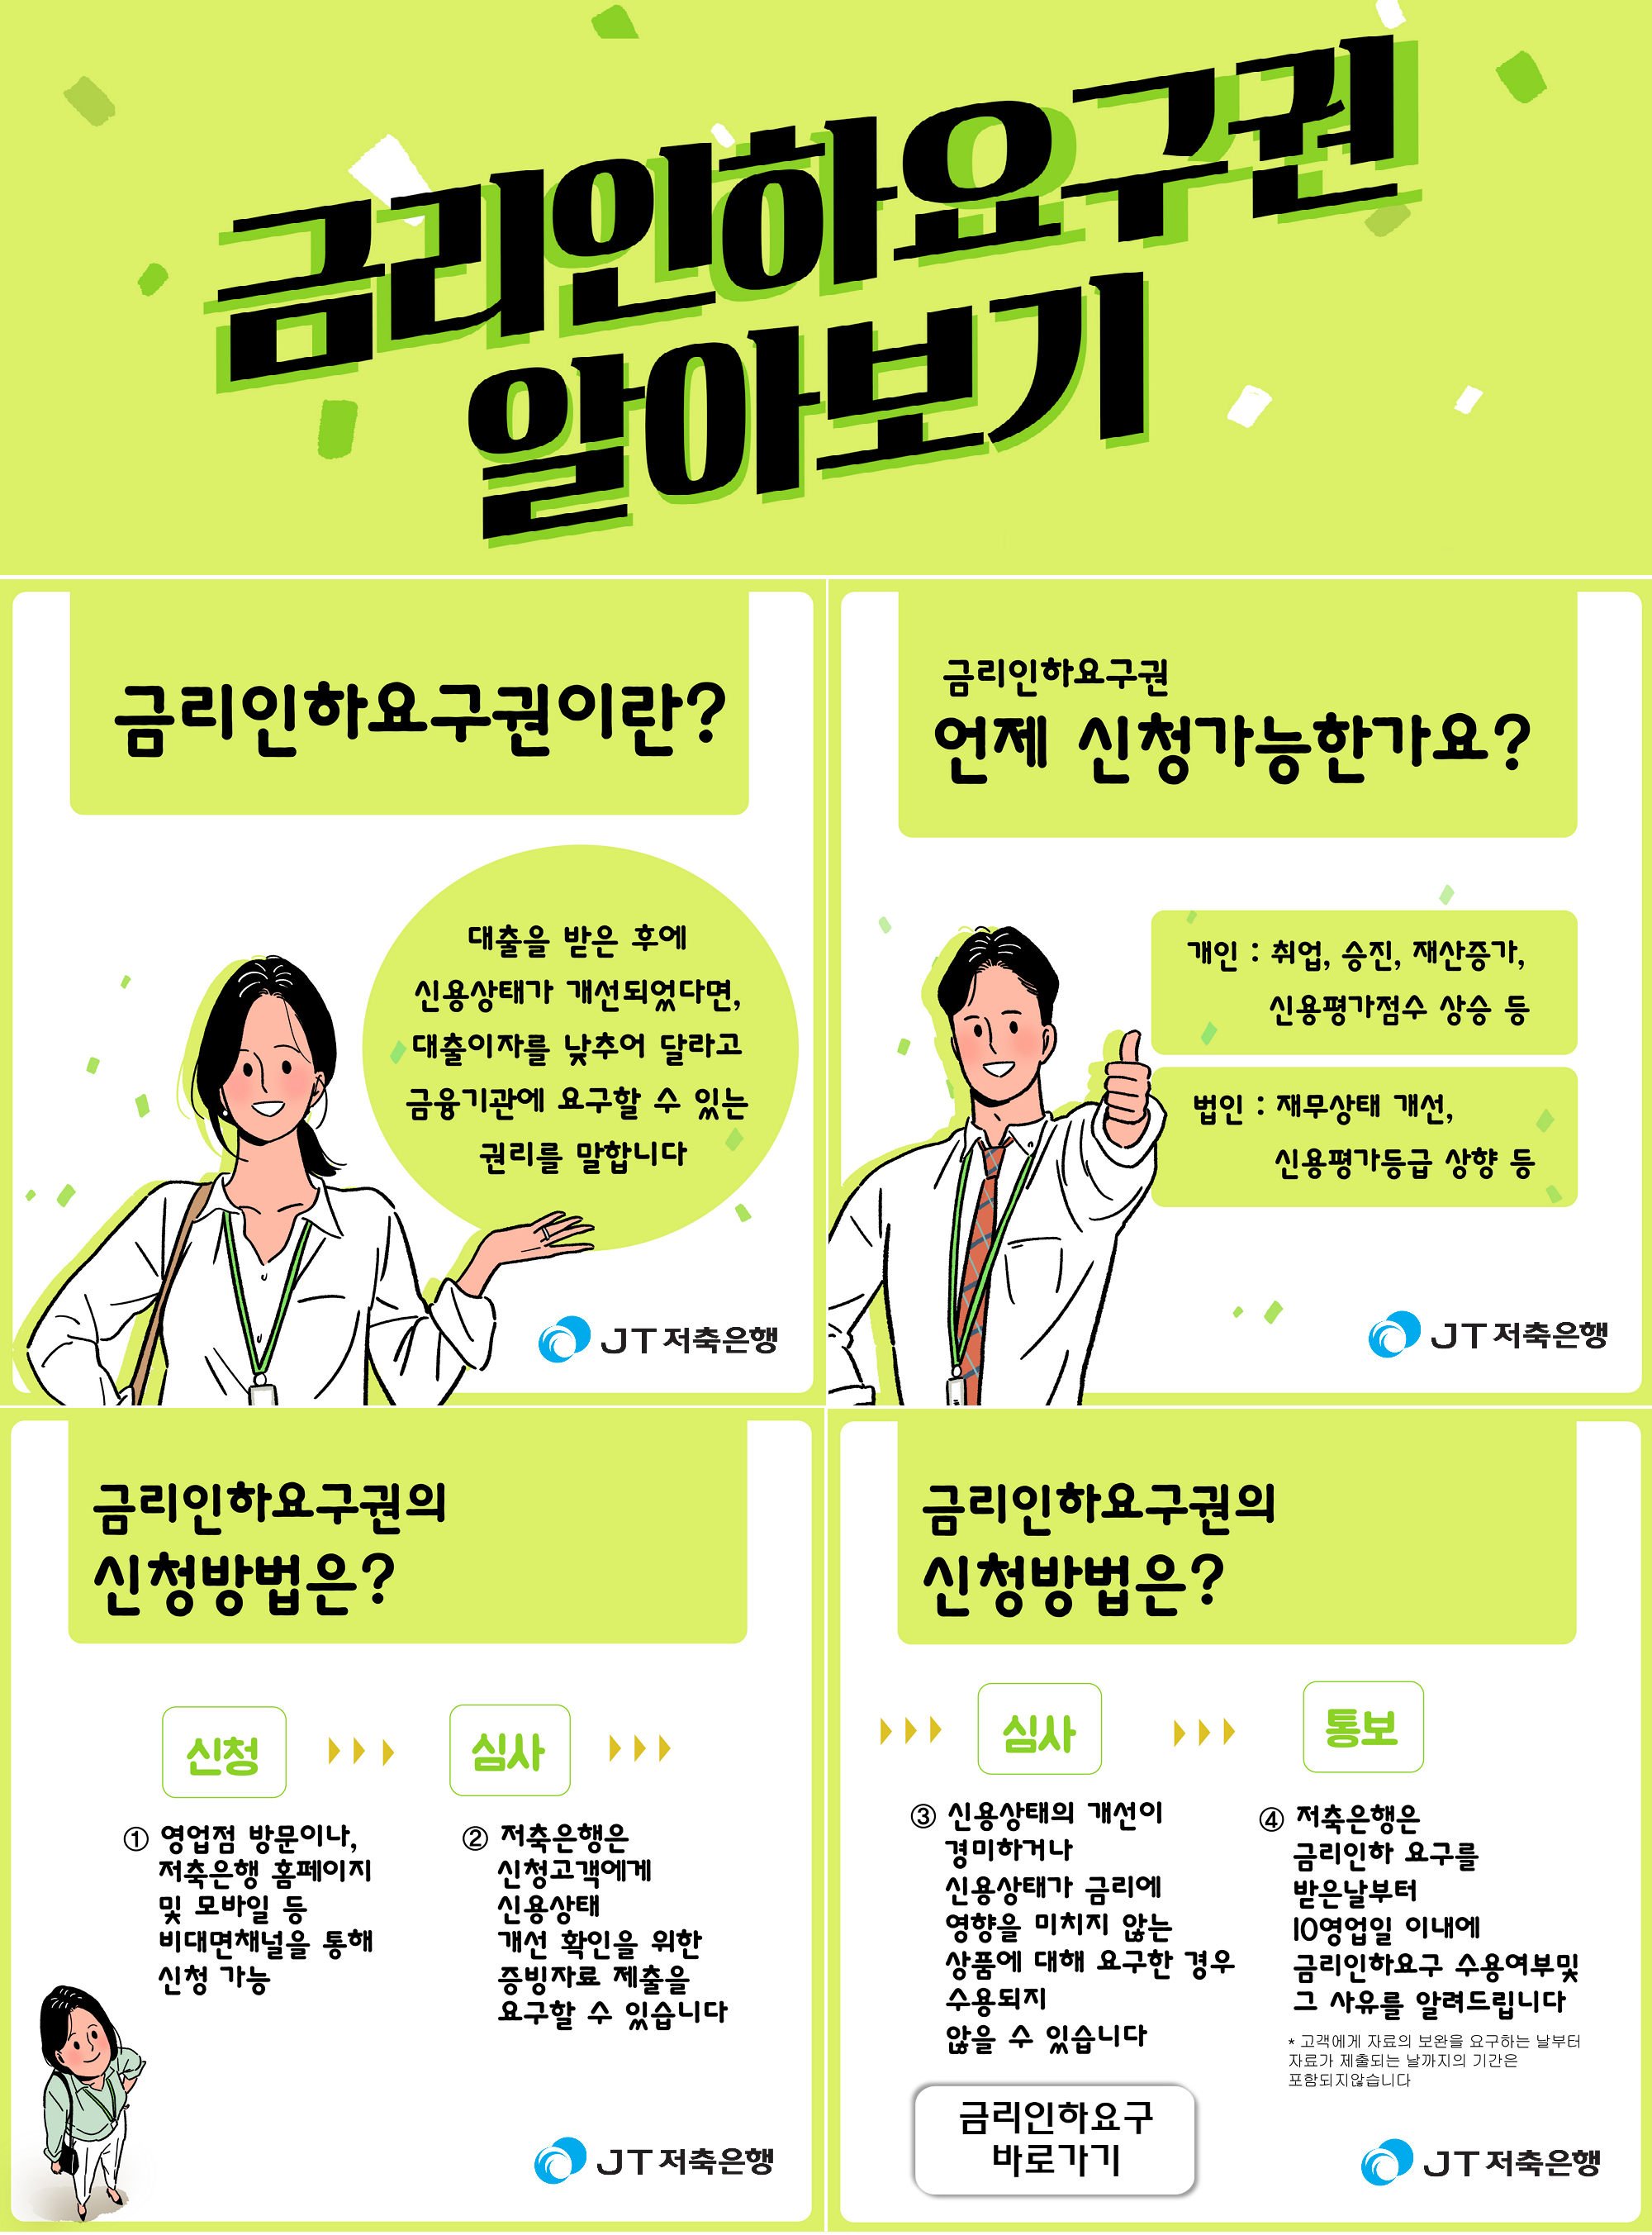 금리인하요구권
알아보기
금리인하요구권이란?
대출을 받은 후에
신용상태가 개선되었다면,
대출이자를 낮추어 달라고
금융기관에 요구할 수 있는
권리를 말합니다
JT저축은행
금리인하요구권
언제 신청가능한가요?
개인 : 취업, 승진, 재산증가,
신용평가점수 상승 등
법인 : 재무상태 개선,
신용평가등급 상향 등
JT저축은행
금리인하요구권의
신청방법은?
신청
심사
① 영업점 방문이나,
저축은행 홈페이지
및 모바일 등
비대면채널을 통해
신청 가능
② 저축은행은
신청고객에게
신용상태
개선 확인을 위한
증빙자료 제출을
요구할 수 있습니다
JT저축은행
금리인하요구권의
신청방법은?
심사
통보
③ 신용상태의 개선이
경미하거나
신용상태가 금리에
영향을 미치지 않는
상품에 대해 요구한 경우
수용되지
않을 수 있습니다
④ 저축은행은
금리인하 요구를
받은날부터
10영업일 이내에
금리인하요구 수용여부및
그 사유를 알려드립니다
* 고객에게 자료의 보완을 요구하는 날부터
자료가 제출되는 날까지의 기간은
포함되지않습니다
금리인하요구
바로가기
JT저축은행